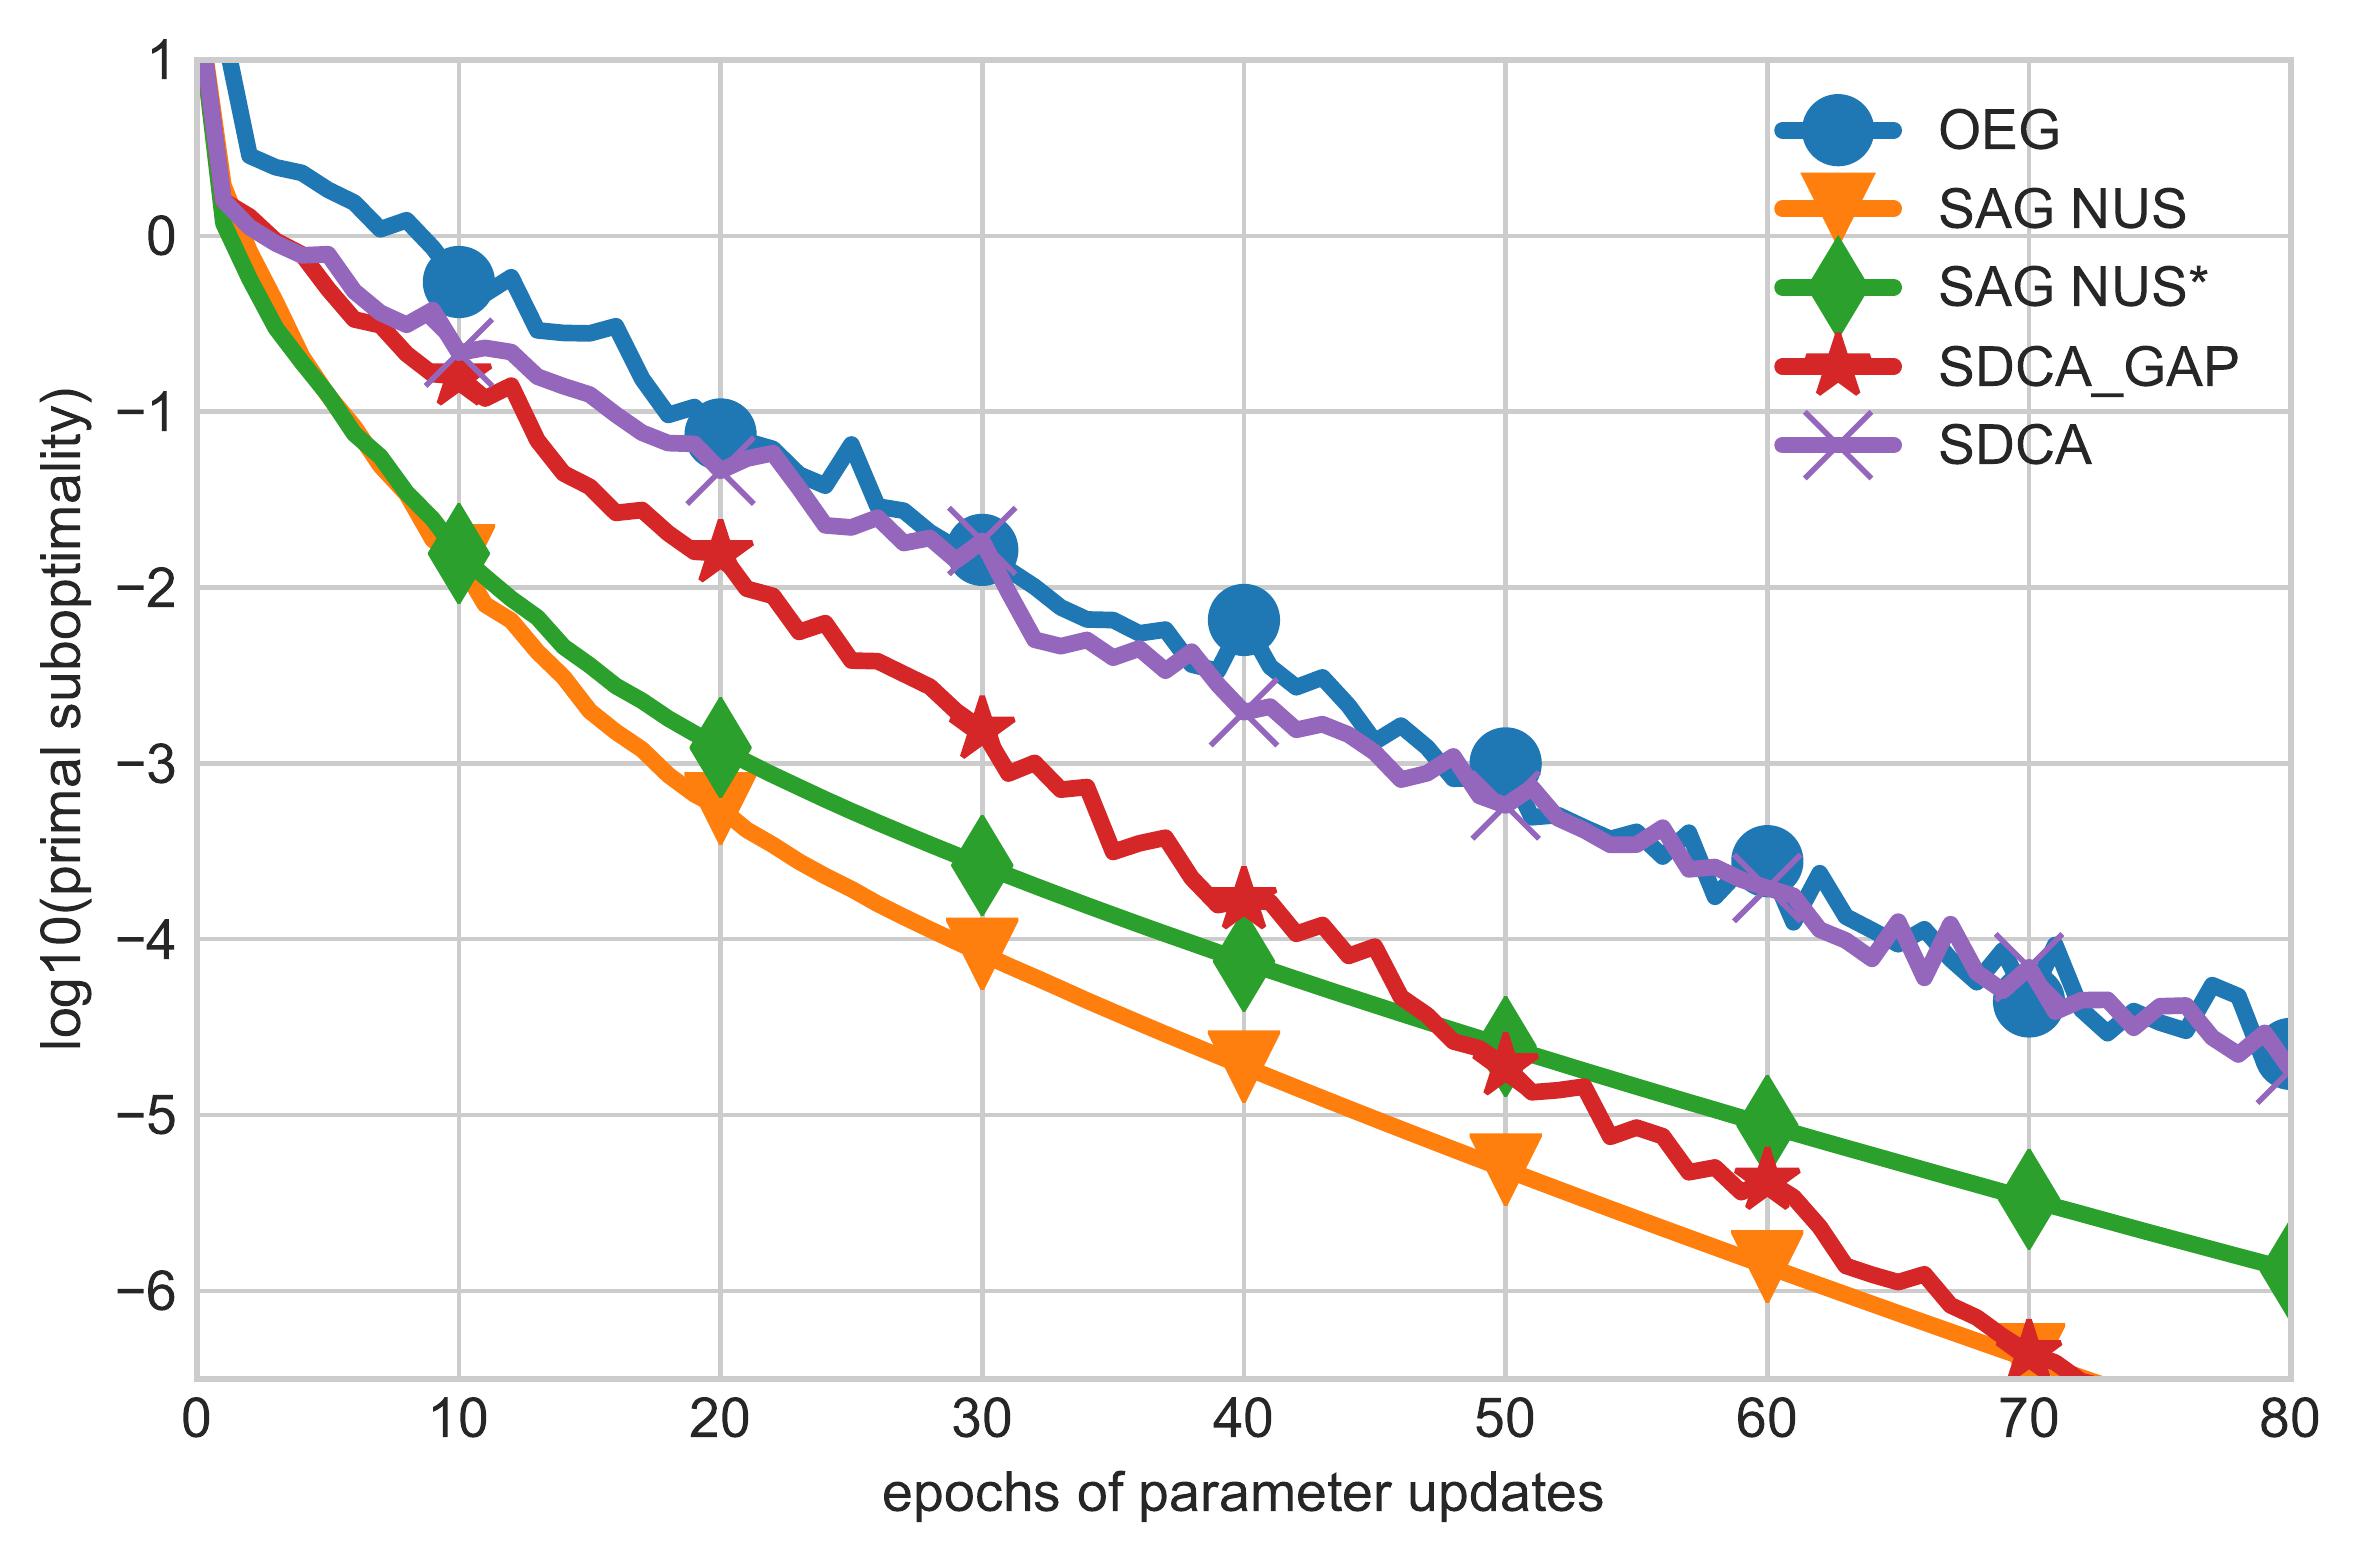 1
0
−1
−2
−3
−4
−5
−6
log10(primal suboptimality)
OEG
SAG NUS
SAG NUS*
SDCA_GAP
SDCA
0 10 20 30 40 50 60 70 80
epochs of parameter updates